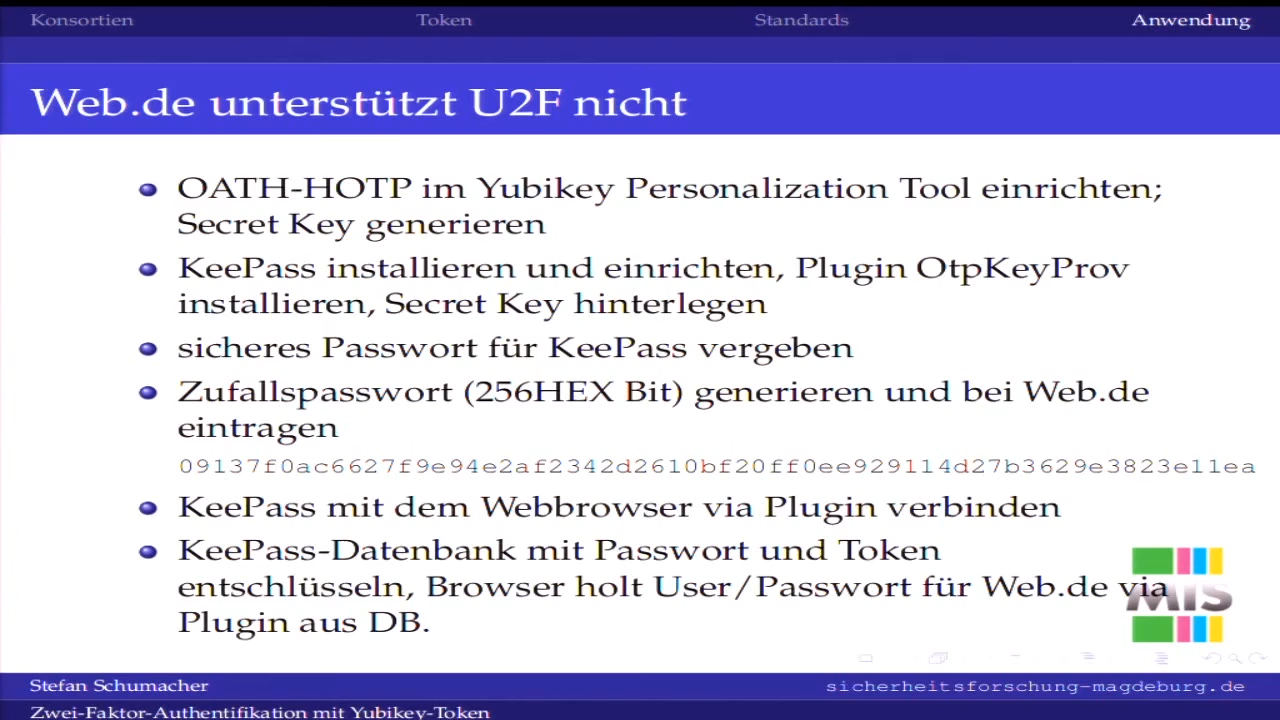 Konsortien Token Standards Anwendung
Web.de unterstützt U2F nicht
OATH-HOTP im Yubikey Personalization Tool einrichten;
Secret Key generieren
KeePass installieren und einrichten, Plugin OtpKeyProv
installieren, Secret Key hinterlegen
sicheres Passwort für KeePass vergeben
Zufallspasswort (256HEX Bit) generieren und bei Web.de
eintragen
09137f0ac6627f9e94e2af2342d2610bf20ff0ee929114d27b3629e3823e11ea
KeePass mit dem Webbrowser via Plugin verbinden
KeePass-Datenbank mit Passwort und Token
entschlüsseln, Browser holt User/Passwort für Web.de via
Plugin aus DB.
MIS
Stefan Schumacher sicherheitsforschung-magdeburg.de
Zwei-Faktor-Authentifikation mit Yubikey-Token